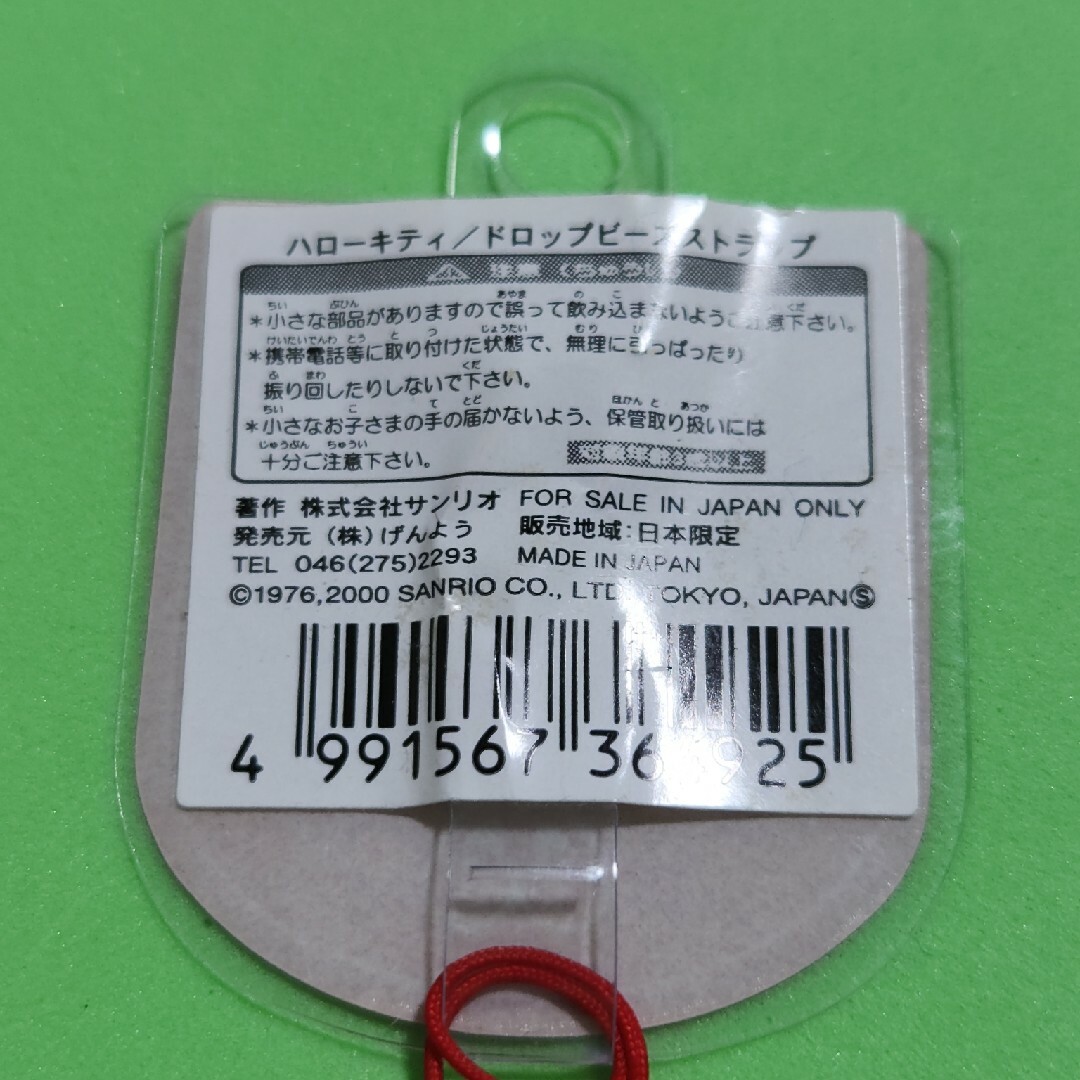 ハローキティ／ドロップビーズストラップ
注意
＊小さな部品がありますので誤って飲み込まないようご注意下さい。
＊携帯電話等に取り付けた状態で、無理に引っぱったり
振り回したりしないで下さい。
＊小さなお子さまの手の届かないよう、保管取り扱いには
十分ご注意下さい。
著作 株式会社サンリオ FOR SALE IN JAPAN ONLY
発売元（株）げんよう 販売地域：日本限定
TEL 046(275)2293 MADE IN JAPAN
©1976,2000 SANRIO CO., LTD. TOKYO, JAPAN Ⓢ
4 991567 36 925